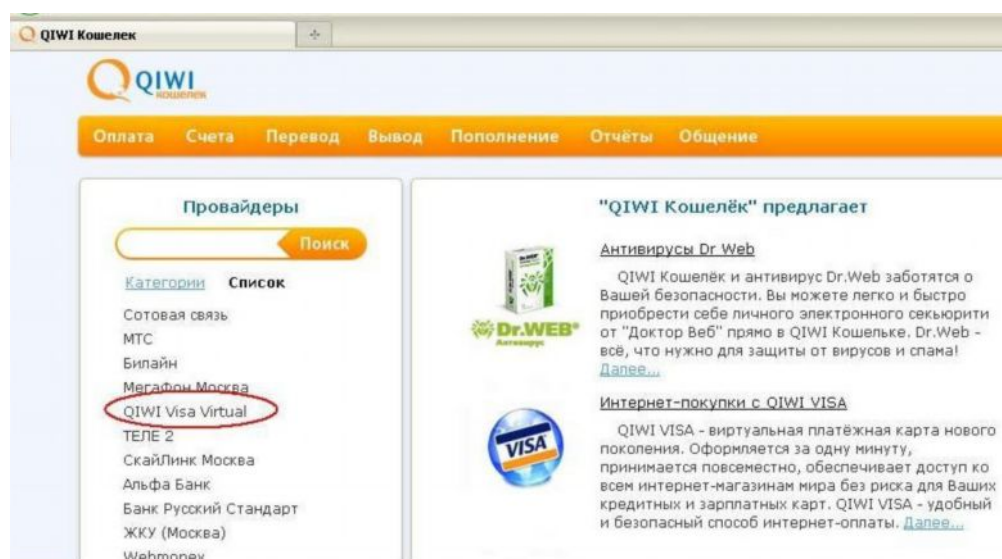 QIWI Кошелек
QIWI
кошелек
Оплата Счета Перевод Вывод Пополнение Отчёты Общение
Провайдеры
Поиск
Категории Список
Сотовая связь
МТС
Билайн
МегаФон Москва
QIWI Visa Virtual
ТЕЛЕ 2
СкайЛинк Москва
Альфа Банк
Банк Русский Стандарт
ЖКУ (Москва)
Webmoney
"QIWI Кошелёк" предлагает
Dr.WEB®
Антивирус
Антивирусы Dr Web
QIWI Кошелёк и антивирус Dr.Web заботятся о
Вашей безопасности. Вы можете легко и быстро
приобрести себе личного электронного секьюрити
от "Доктор Веб" прямо в QIWI Кошельке. Dr.Web -
всё, что нужно для защиты от вирусов и спама!
Далее...
VISA
Интернет-покупки с QIWI VISA
QIWI VISA - виртуальная платёжная карта нового
поколения. Оформляется за одну минуту,
принимается повсеместно, обеспечивает доступ ко
всем интернет-магазинам мира без риска для Ваших
кредитных и зарплатных карт. QIWI VISA - удобный
и безопасный способ интернет-оплаты. Далее...